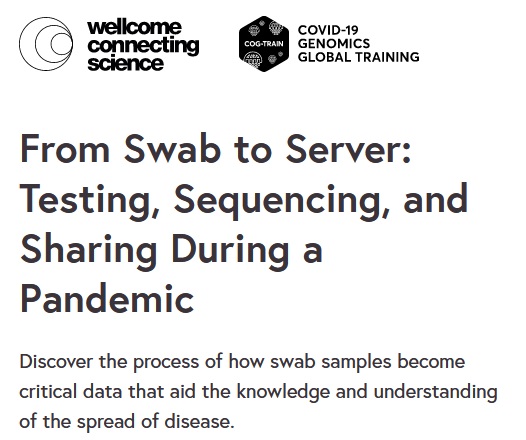 wellcome
connecting
science
COG-TRAIN
COVID-19
GENOMICS
GLOBAL TRAINING
From Swab to Server:
Testing, Sequencing, and
Sharing During a
Pandemic
Discover the process of how swab samples become
critical data that aid the knowledge and understanding
of the spread of disease.